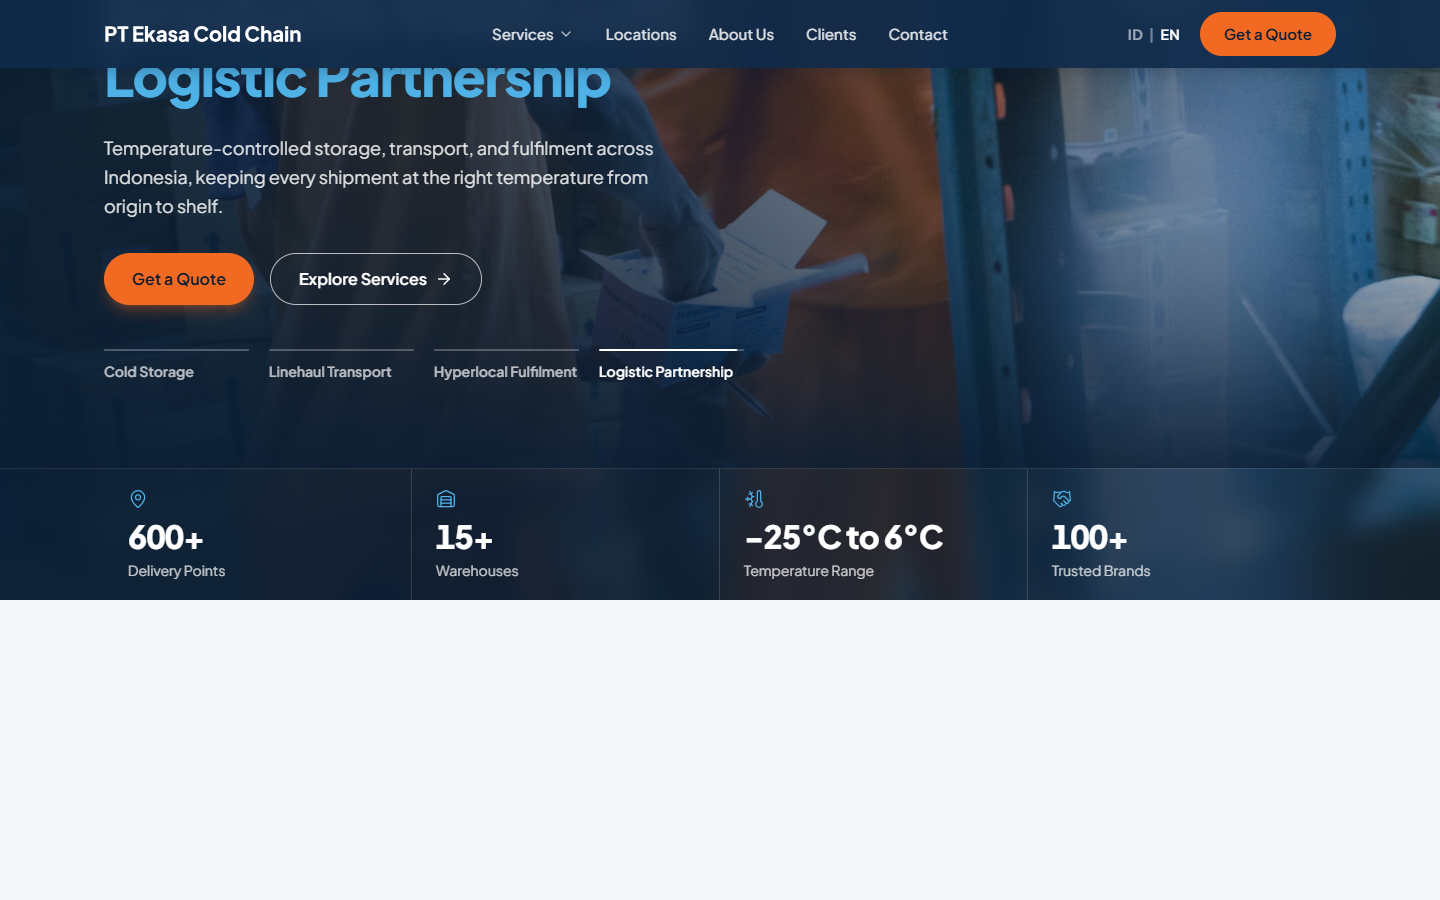 PT Ekasa Cold Chain
Services
Locations
About Us
Clients
Contact
ID | EN
Get a Quote
Logistic Partnership
Temperature-controlled storage, transport, and fulfilment across
Indonesia, keeping every shipment at the right temperature from
origin to shelf.
Get a Quote
Explore Services →
Cold Storage
Linehaul Transport
Hyperlocal Fulfilment
Logistic Partnership
600+
Delivery Points
15+
Warehouses
−25°C to 6°C
Temperature Range
100+
Trusted Brands